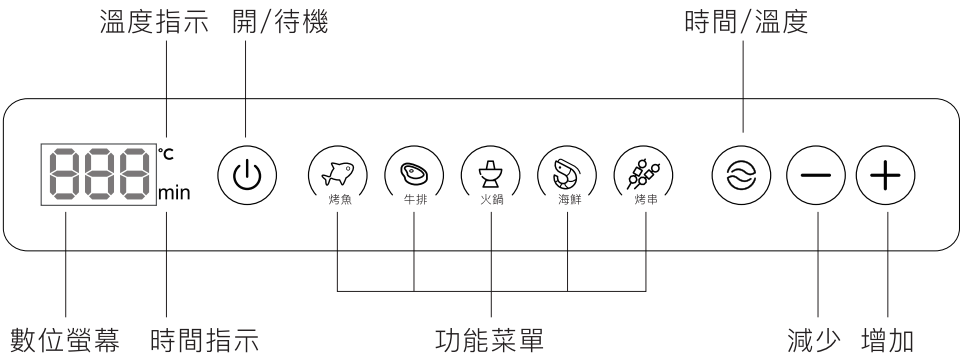 溫度指示 開/待機 時間/溫度
888 °C
min
烤魚 牛排 火鍋 海鮮 烤串
數位螢幕 時間指示 功能菜單 減少 增加